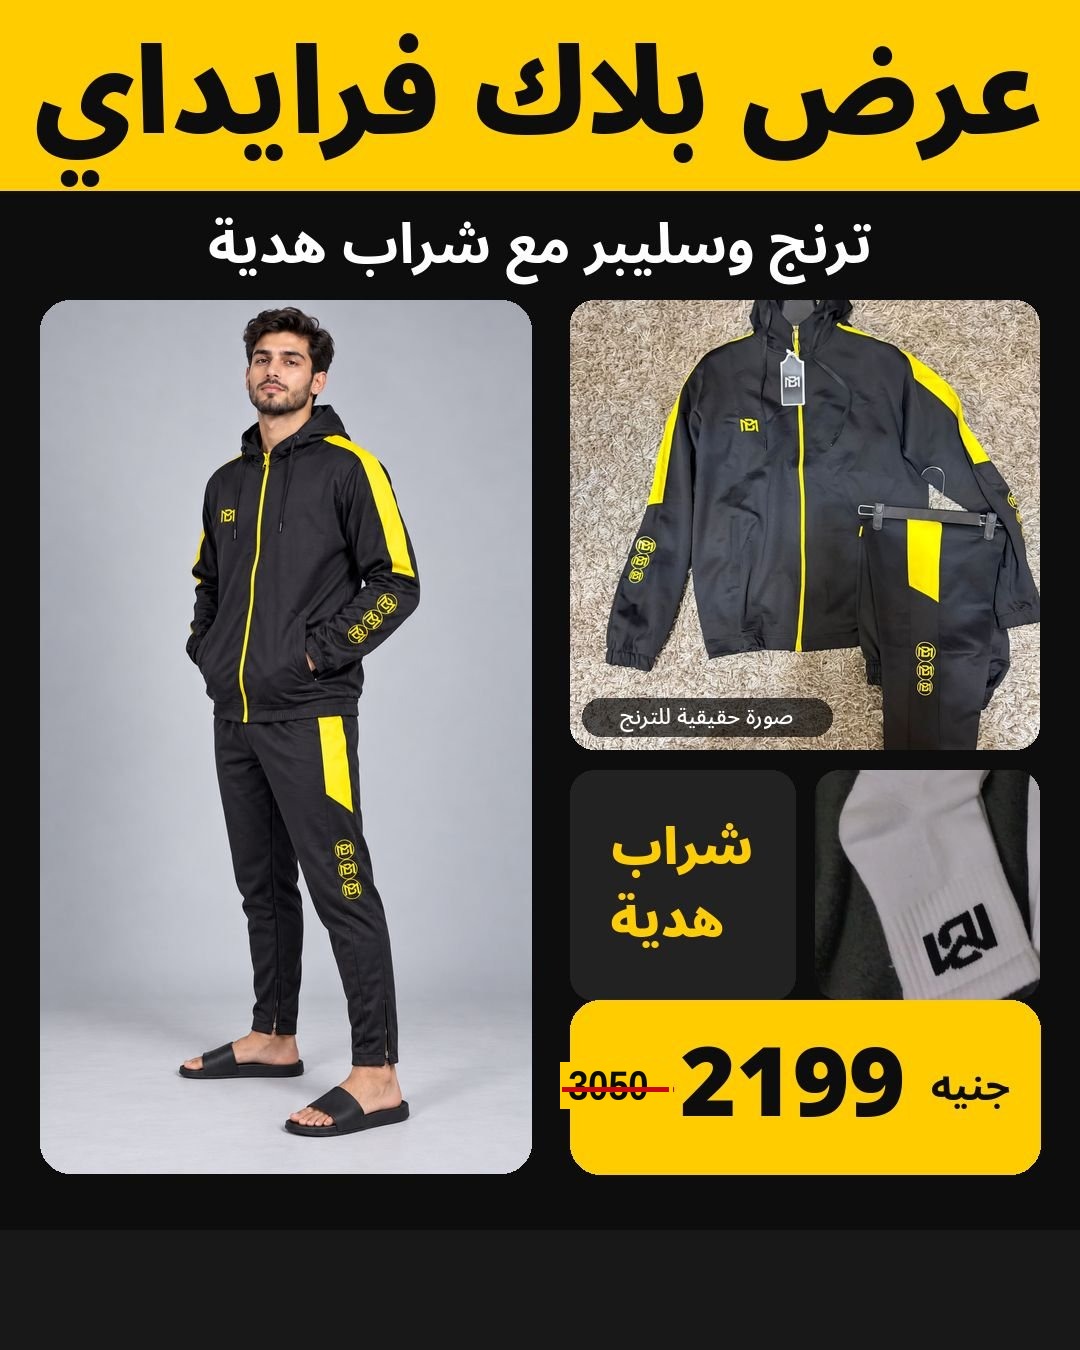 عرض بلاك فرايداي
ترنج وسليبر مع شراب هدية
صورة حقيقية للترنج
شراب
هدية
3050 2199 جنيه